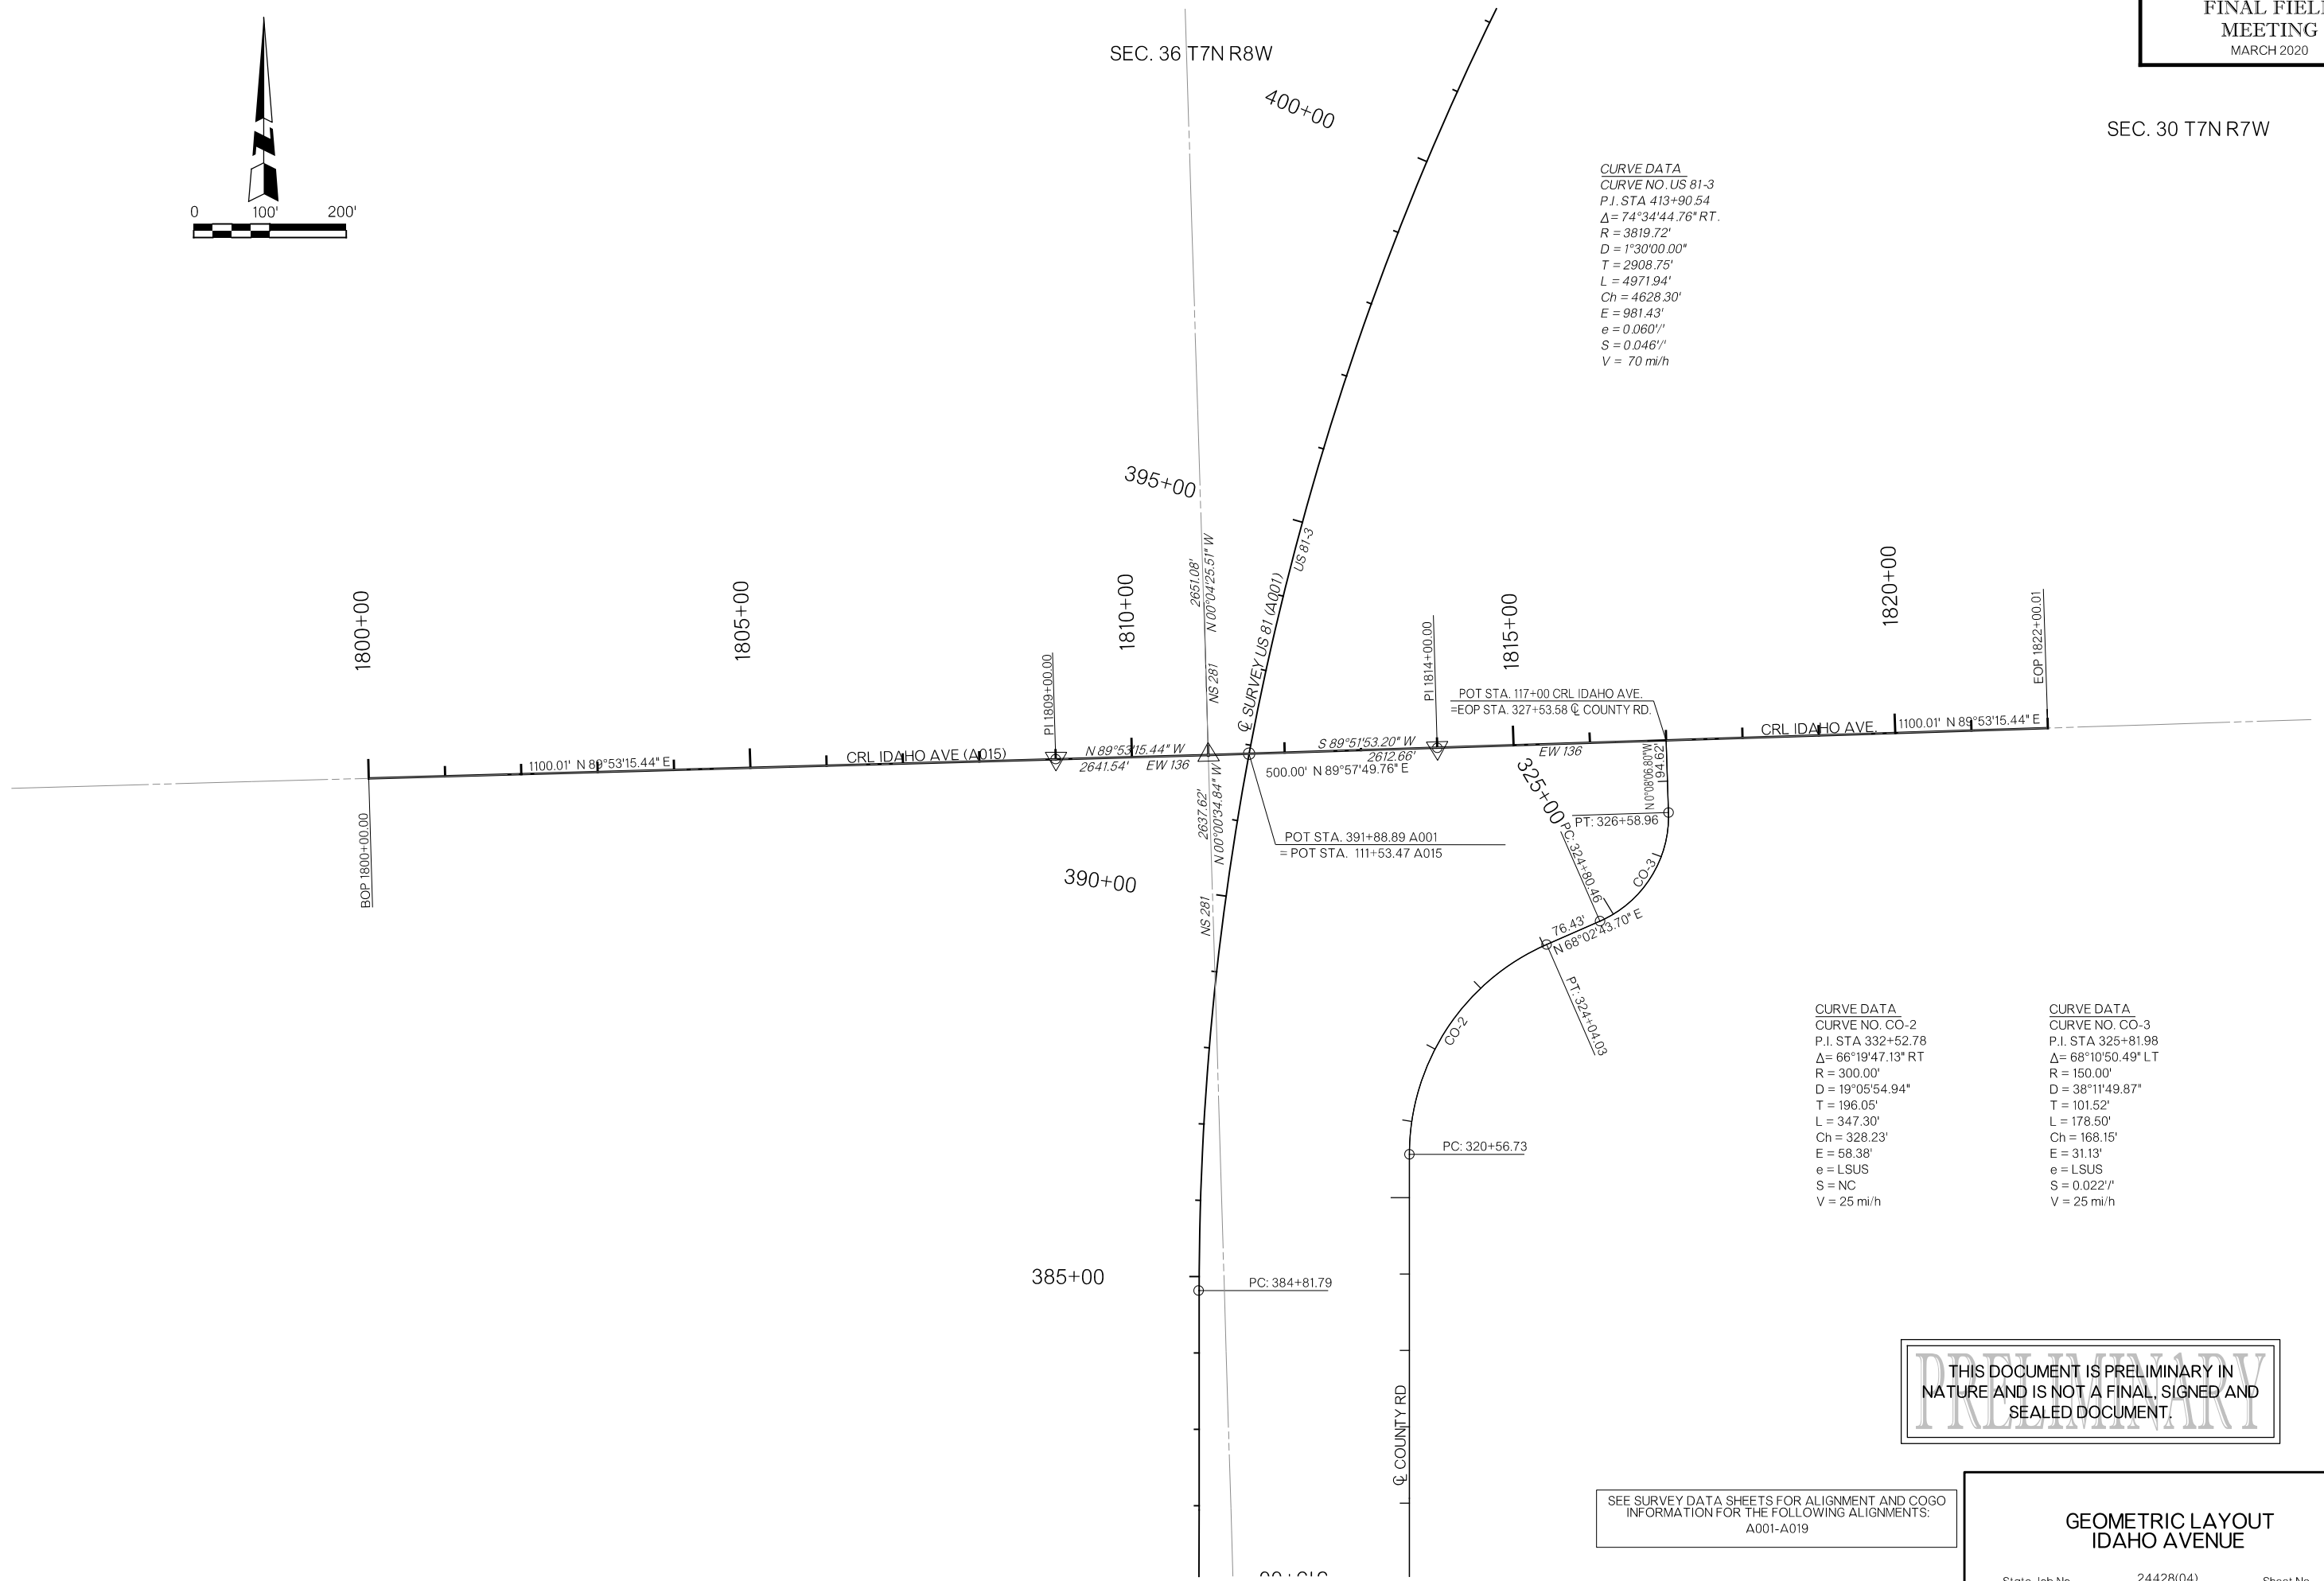 FINAL FIELD
MEETING
MARCH 2020
SEC. 36 T7N R8W
SEC. 30 T7N R7W
N
0 100' 200'
400+00
CURVE DATA
CURVE NO. US 81-3
P.I. STA 413+90.54
Δ= 74°34'44.76" RT.
R = 3819.72'
D = 1°30'00.00"
T = 2908.75'
L = 4971.94'
Ch = 4628.30'
E = 981.43'
e = 0.060'/'
S = 0.046'/'
V = 70 mi/h
395+00
US 81-3
2651.08'
N 00°04'25.51" W
NS 281
℄ SURVEY US 81 (A001)
1800+00
1805+00
1810+00
1815+00
1820+00
PI 1809+00.00
PI 1814+00.00
EOP 1822+00.01
BOP 1800+00.00
POT STA. 117+00 CRL IDAHO AVE.
=EOP STA. 327+53.58 ℄ COUNTY RD.
1100.01' N 89°53'15.44" E
CRL IDAHO AVE (A015)
N 89°53'15.44" W
2641.54' EW 136
S 89°51'53.20" W
2612.66'
500.00' N 89°57'49.76" E
EW 136
CRL IDAHO AVE.
1100.01' N 89°53'15.44" E
N 0°08'06.80"W
194.62'
325+00
PT: 326+58.96
PC: 324+80.46
CO-3
2637.62'
N 00°00'34.84" W
NS 281
POT STA. 391+88.89 A001
= POT STA. 111+53.47 A015
390+00
76.43'
N 68°02'43.70" E
PT: 324+04.03
CO-2
CURVE DATA
CURVE NO. CO-2
P.I. STA 332+52.78
Δ= 66°19'47.13" RT
R = 300.00'
D = 19°05'54.94"
T = 196.05'
L = 347.30'
Ch = 328.23'
E = 58.38'
e = LSUS
S = NC
V = 25 mi/h
CURVE DATA
CURVE NO. CO-3
P.I. STA 325+81.98
Δ= 68°10'50.49" LT
R = 150.00'
D = 38°11'49.87"
T = 101.52'
L = 178.50'
Ch = 168.15'
E = 31.13'
e = LSUS
S = 0.022'/'
V = 25 mi/h
PC: 320+56.73
385+00
PC: 384+81.79
℄ COUNTY RD
PRELIMINARY
THIS DOCUMENT IS PRELIMINARY IN
NATURE AND IS NOT A FINAL, SIGNED AND
SEALED DOCUMENT.
SEE SURVEY DATA SHEETS FOR ALIGNMENT AND COGO
INFORMATION FOR THE FOLLOWING ALIGNMENTS:
A001-A019
GEOMETRIC LAYOUT
IDAHO AVENUE
State Job No. 24428(04) Sheet No.